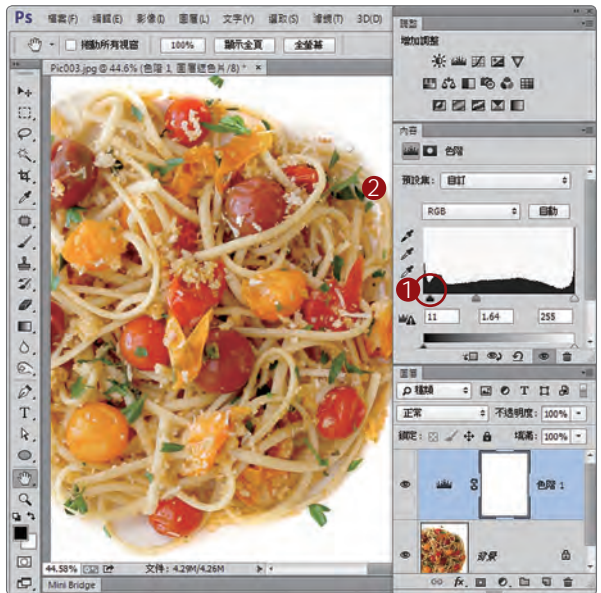 Ps 檔案(F) 編輯(E) 影像(I) 圖層(L) 文字(Y) 選取(S) 濾鏡(T) 3D(D)
捲動所有視窗 100% 顯示全頁 全螢幕
Pic003.jpg @ 44.6% (色階 1, 圖層遮色片/8) * ×
調整
增加調整
內容
色階
預設集: 自訂
RGB 自動
2
1
11 1.64 255
圖層
種類
正常 不透明度: 100%
鎖定: 填滿: 100%
色階 1
背景
44.58% 文件: 4.29M/4.26M
Mini Bridge